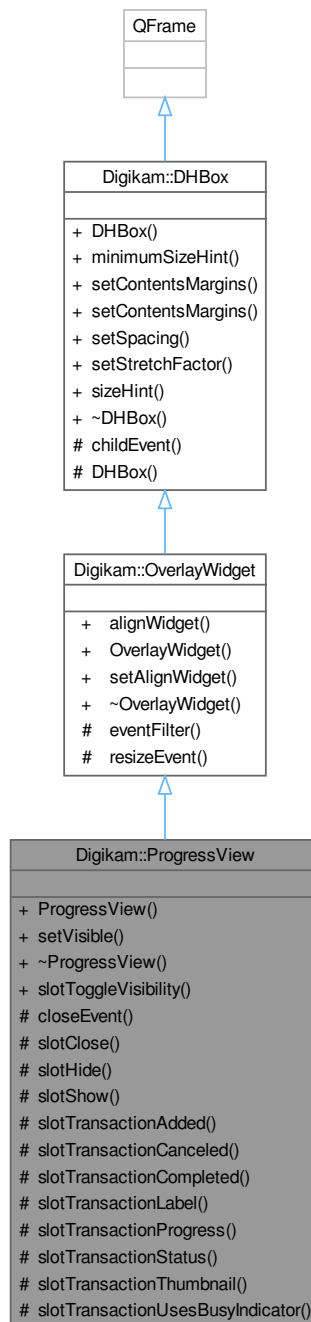 QFrame
Digikam::DHBox
+ DHBox()
+ minimumSizeHint()
+ setContentsMargins()
+ setContentsMargins()
+ setSpacing()
+ setStretchFactor()
+ sizeHint()
+ ~DHBox()
# childEvent()
# DHBox()
Digikam::OverlayWidget
+ alignWidget()
+ OverlayWidget()
+ setAlignWidget()
+ ~OverlayWidget()
# eventFilter()
# resizeEvent()
Digikam::ProgressView
+ ProgressView()
+ setVisible()
+ ~ProgressView()
+ slotToggleVisibility()
# closeEvent()
# slotClose()
# slotHide()
# slotShow()
# slotTransactionAdded()
# slotTransactionCanceled()
# slotTransactionCompleted()
# slotTransactionLabel()
# slotTransactionProgress()
# slotTransactionStatus()
# slotTransactionThumbnail()
# slotTransactionUsesBusyIndicator()